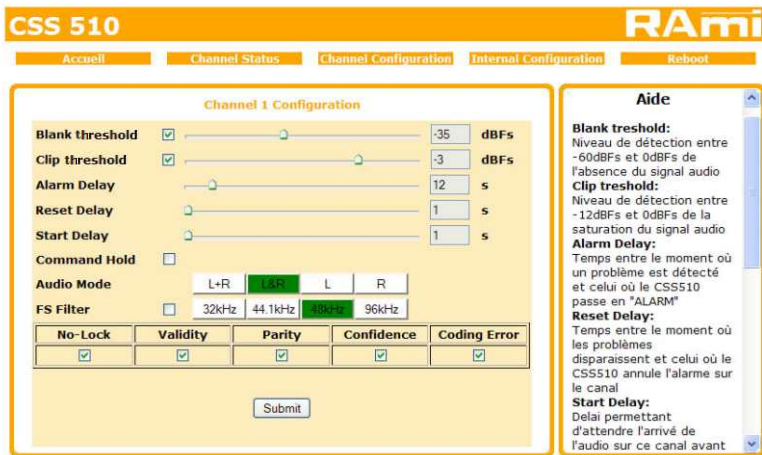 CSS 510
RAmi
Accueil Channel Status Channel Configuration Internal Configuration Reboot
Channel 1 Configuration
Blank threshold -35 dBFs
Clip threshold -3 dBFs
Alarm Delay 12 s
Reset Delay 1 s
Start Delay 1 s
Command Hold
Audio Mode L+R L&R L R
FS Filter 32kHz 44.1kHz 48kHz 96kHz
No-Lock Validity Parity Confidence Coding Error
Submit
Aide
Blank treshold:
Niveau de détection entre
-60dBFs et 0dBFs de
l'absence du signal audio
Clip treshold:
Niveau de détection entre
-12dBFs et 0dBFs de la
saturation du signal audio
Alarm Delay:
Temps entre le moment où
un problème est détecté
et celui où le CSS510
passe en "ALARM"
Reset Delay:
Temps entre le moment où
les problèmes
disparaissent et celui où le
CSS510 annule l'alarme sur
le canal
Start Delay:
Delai permettant
d'attendre l'arrivé de
l'audio sur ce canal avant